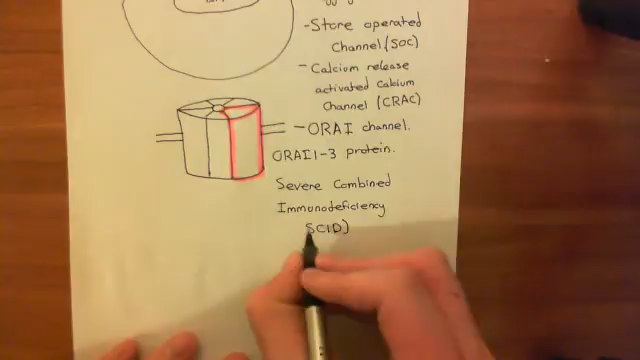 - Store operated
Channel (SOC)
- Calcium release
activated Calcium
Channel (CRAC)
- ORAI channel.
ORAI1-3 protein.
Severe Combined
Immunodeficiency
SCID)